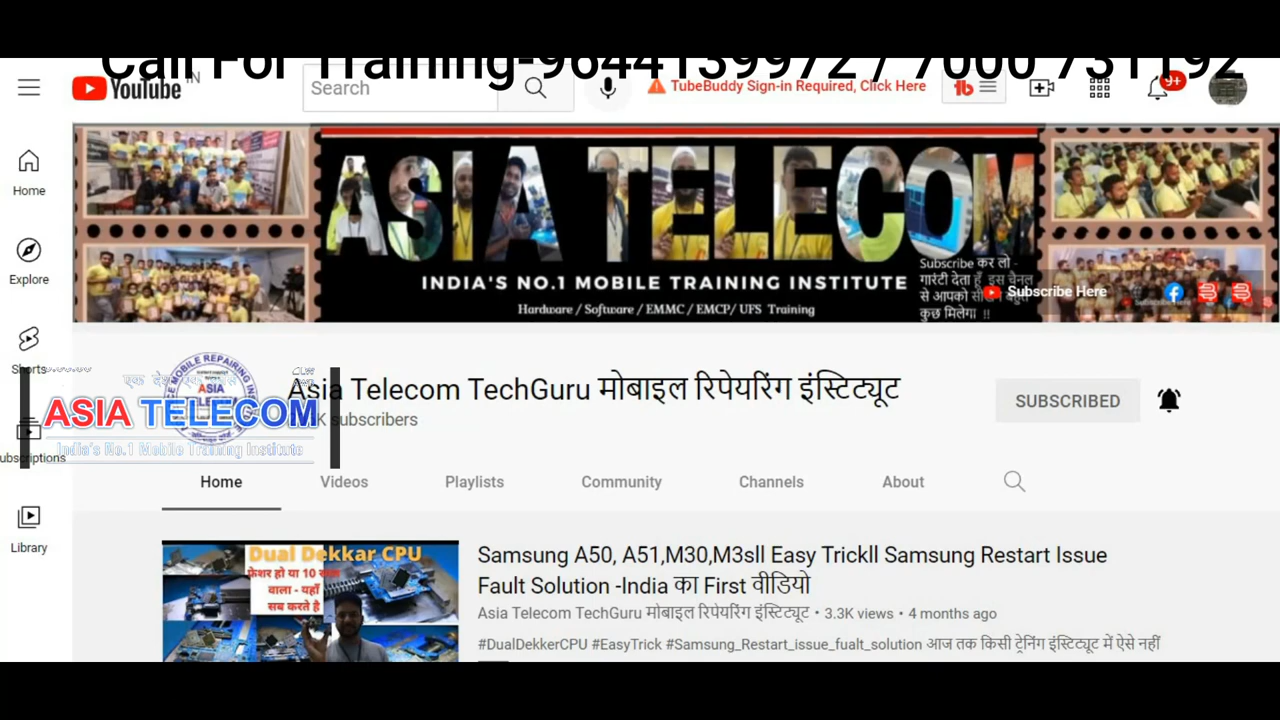 Call For Training-9644139972 / 7000 731192
YouTube IN
Search
TubeBuddy Sign-in Required, Click Here
9+
Home
Explore
Shorts
Library
ASIA TELECOM
INDIA'S NO.1 MOBILE TRAINING INSTITUTE
Hardware / Software / EMMC / EMCP/ UFS Training
Subscribe कर लो -
गारंटी देता हूँ इस चैनल
से आपको
कुछ मिलेगा !!
Subscribe Here
ASIA TELECOM
India's No.1 Mobile Training Institute
Asia Telecom TechGuru मोबाइल रिपेयरिंग इंस्टिट्यूट
K subscribers
SUBSCRIBED
Home
Videos
Playlists
Community
Channels
About
Dual Dekkar CPU
फ्रेशर हो या 10 साल
वाला - यहाँ
सब करते है
Samsung A50, A51,M30,M3sll Easy Trickll Samsung Restart Issue
Fault Solution -India का First वीडियो
Asia Telecom TechGuru मोबाइल रिपेयरिंग इंस्टिट्यूट • 3.3K views • 4 months ago
#DualDekkerCPU #EasyTrick #Samsung_Restart_issue_fualt_solution आज तक किसी ट्रेनिंग इंस्टिट्यूट में ऐसे नहीं